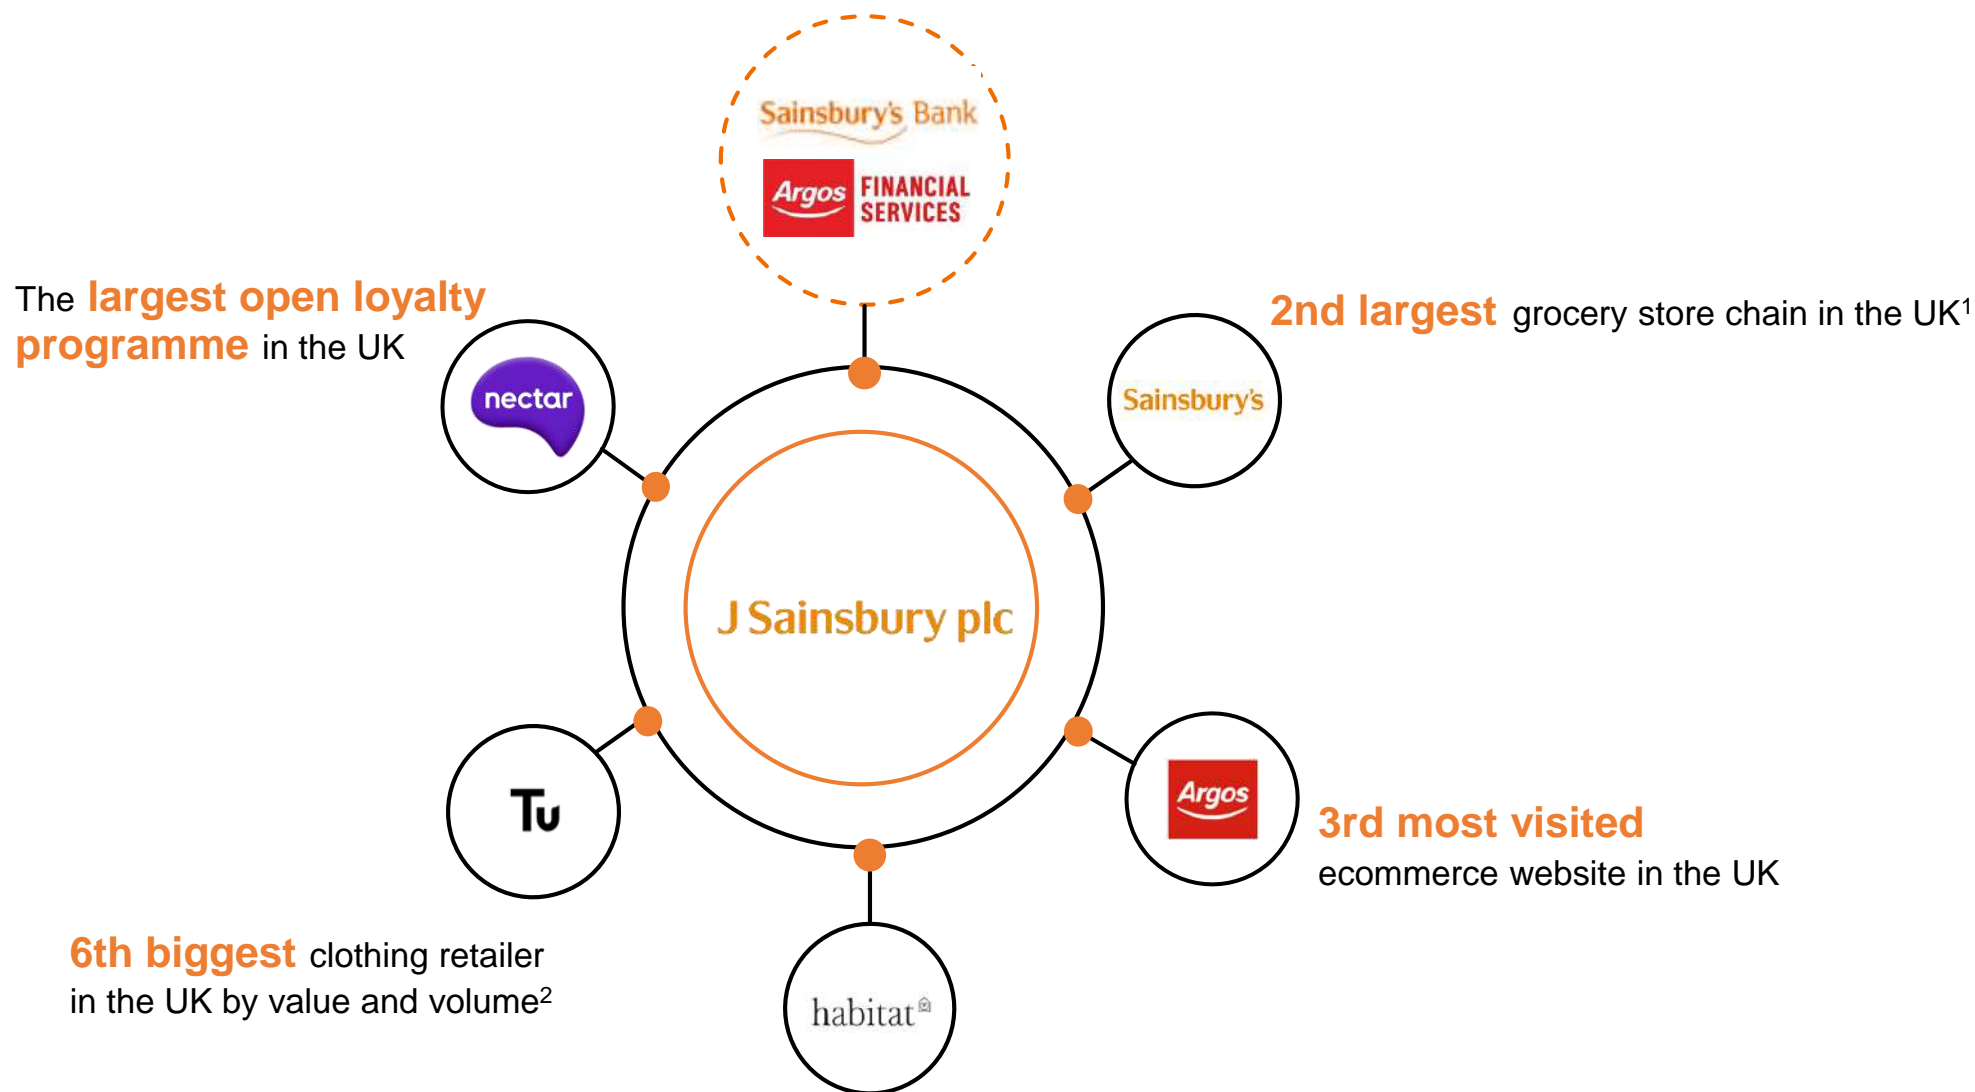 Sainsbury's Bank
Argos
FINANCIAL
SERVICES
The largest open loyalty
programme in the UK
nectar
2nd largest grocery store chain in the UK¹
Sainsbury's
J Sainsbury plc
Tu
Argos
3rd most visited
ecommerce website in the UK
6th biggest clothing retailer
in the UK by value and volume²
habitat